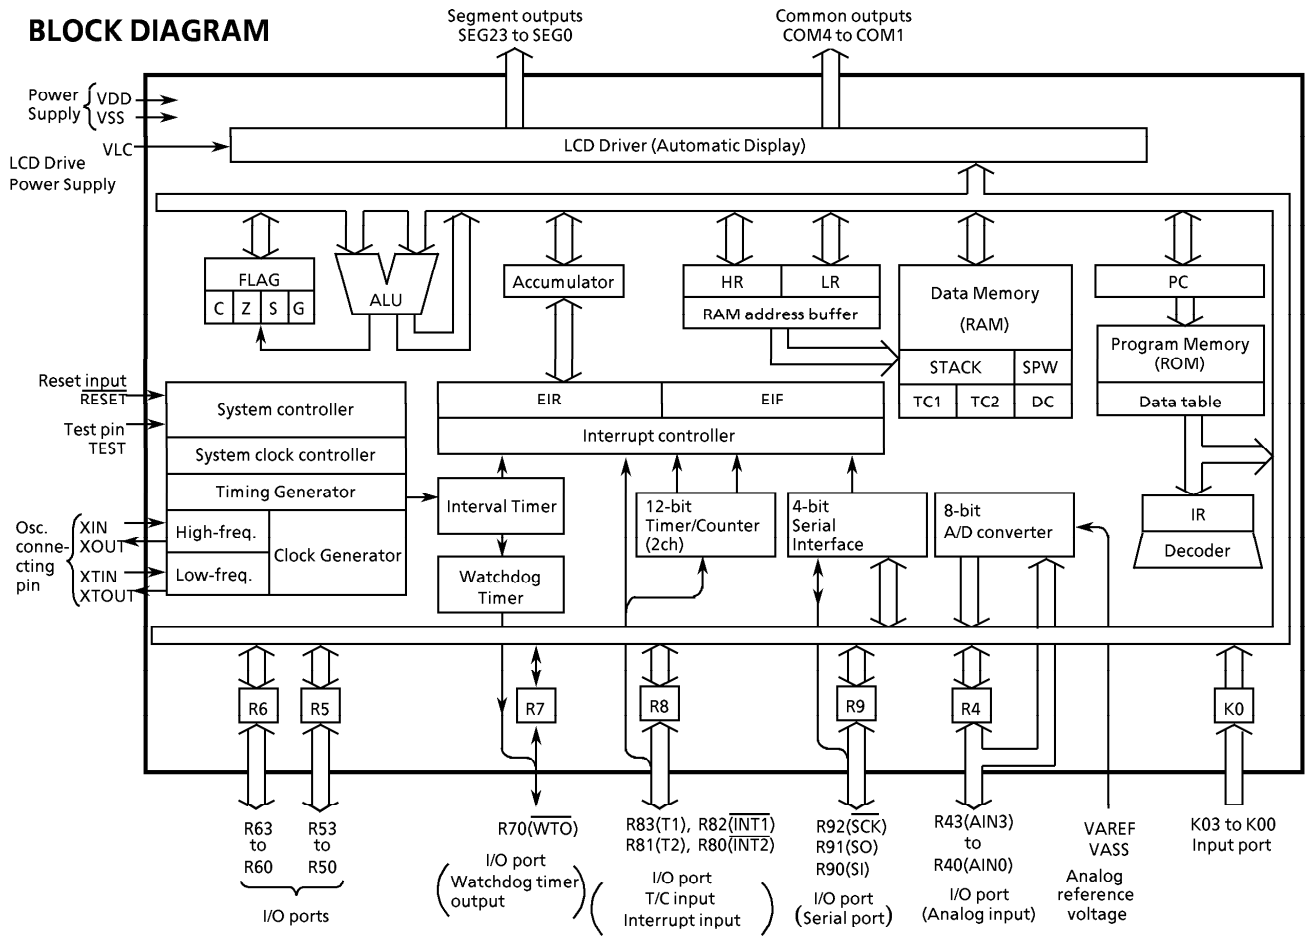 BLOCK DIAGRAM
Segment outputs
SEG23 to SEG0
Common outputs
COM4 to COM1
Power
Supply
VDD
VSS
VLC
LCD Drive
Power Supply
LCD Driver (Automatic Display)
FLAG
C Z S G
ALU
Accumulator
HR LR
RAM address buffer
Data Memory
(RAM)
STACK SPW
TC1 TC2 DC
PC
Program Memory
(ROM)
Data table
Reset input
RESET
Test pin
TEST
System controller
System clock controller
Timing Generator
High-freq.
Low-freq.
Clock Generator
EIR EIF
Interrupt controller
Interval Timer
Watchdog
Timer
12-bit
Timer/Counter
(2ch)
4-bit
Serial
Interface
8-bit
A/D converter
IR
Decoder
Osc.
conne-
cting
pin
XIN
XOUT
XTIN
XTOUT
R6 R5 R7 R8 R9 R4 K0
R63
to
R60
R53
to
R50
I/O ports
R70(WTO)
I/O port
(Watchdog timer
output)
R83(T1), R82(INT1)
R81(T2), R80(INT2)
(I/O port
T/C input
Interrupt input)
R92(SCK)
R91(SO)
R90(SI)
I/O port
(Serial port)
R43(AIN3)
to
R40(AIN0)
I/O port
(Analog input)
VAREF
VASS
Analog
reference
voltage
K03 to K00
Input port